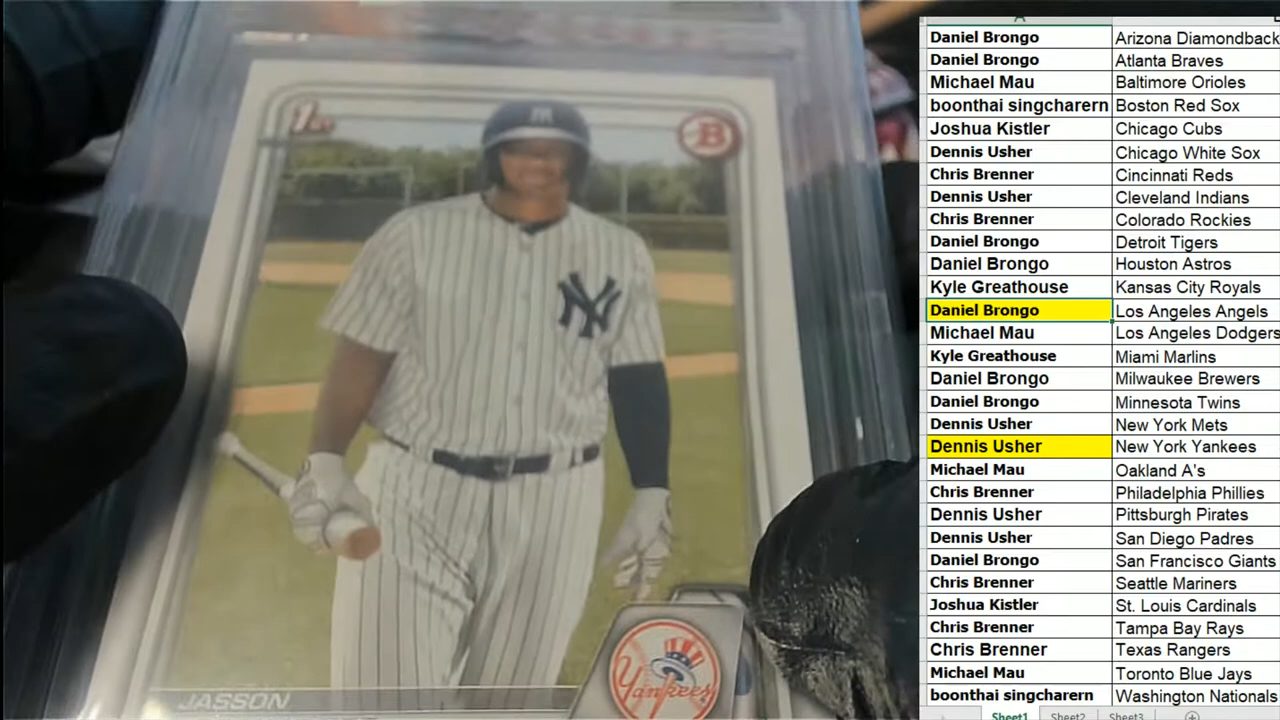 1st
B
NY
JASSON
Yankees
A
Daniel Brongo Arizona Diamondback
Daniel Brongo Atlanta Braves
Michael Mau Baltimore Orioles
boonthai singcharern Boston Red Sox
Joshua Kistler Chicago Cubs
Dennis Usher Chicago White Sox
Chris Brenner Cincinnati Reds
Dennis Usher Cleveland Indians
Chris Brenner Colorado Rockies
Daniel Brongo Detroit Tigers
Daniel Brongo Houston Astros
Kyle Greathouse Kansas City Royals
Daniel Brongo Los Angeles Angels
Michael Mau Los Angeles Dodgers
Kyle Greathouse Miami Marlins
Daniel Brongo Milwaukee Brewers
Daniel Brongo Minnesota Twins
Dennis Usher New York Mets
Dennis Usher New York Yankees
Michael Mau Oakland A's
Chris Brenner Philadelphia Phillies
Dennis Usher Pittsburgh Pirates
Dennis Usher San Diego Padres
Daniel Brongo San Francisco Giants
Chris Brenner Seattle Mariners
Joshua Kistler St. Louis Cardinals
Chris Brenner Tampa Bay Rays
Chris Brenner Texas Rangers
Michael Mau Toronto Blue Jays
boonthai singcharern Washington Nationals
Sheet1 Sheet2 Sheet3